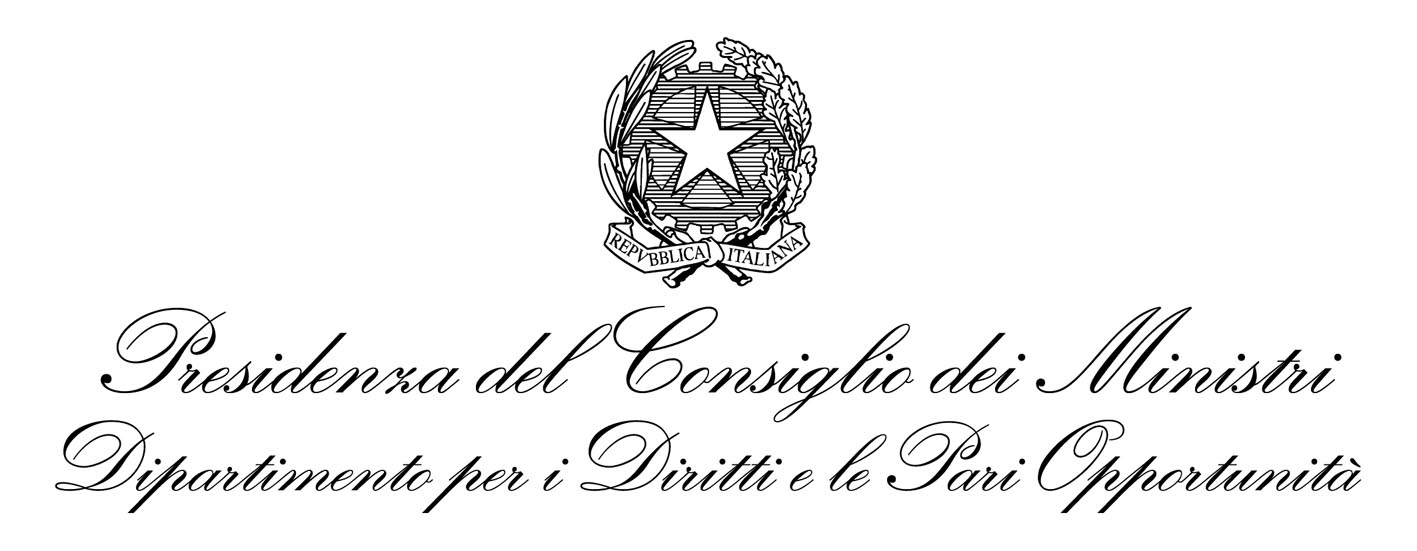 REPVBBLICA ITALIANA
Presidenza del Consiglio dei Ministri
Dipartimento per i Diritti e le Pari Opportunità